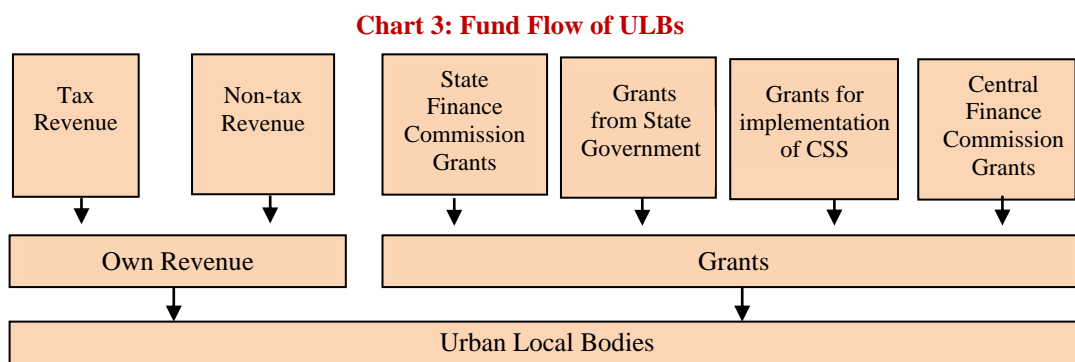 Chart 3: Fund Flow of ULBs
Tax
Revenue
Non-tax
Revenue
State
Finance
Commission
Grants
Grants
from State
Government
Grants for
implementation
of CSS
Central
Finance
Commission
Grants
Own Revenue
Grants
Urban Local Bodies